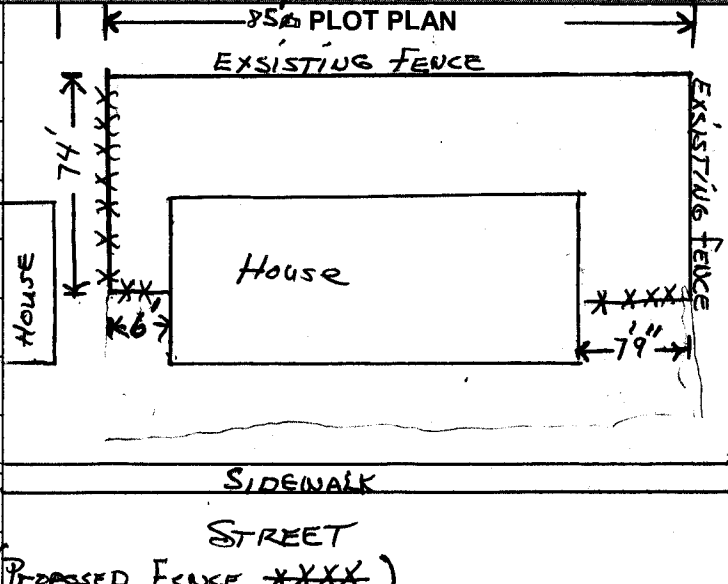 85' PLOT PLAN
EXSISTING FENCE
EXSISTING FENCE
74'
HOUSE
House
6'
7'9"
SIDEWALK
STREET
(PROPOSED FENCE XXXX)